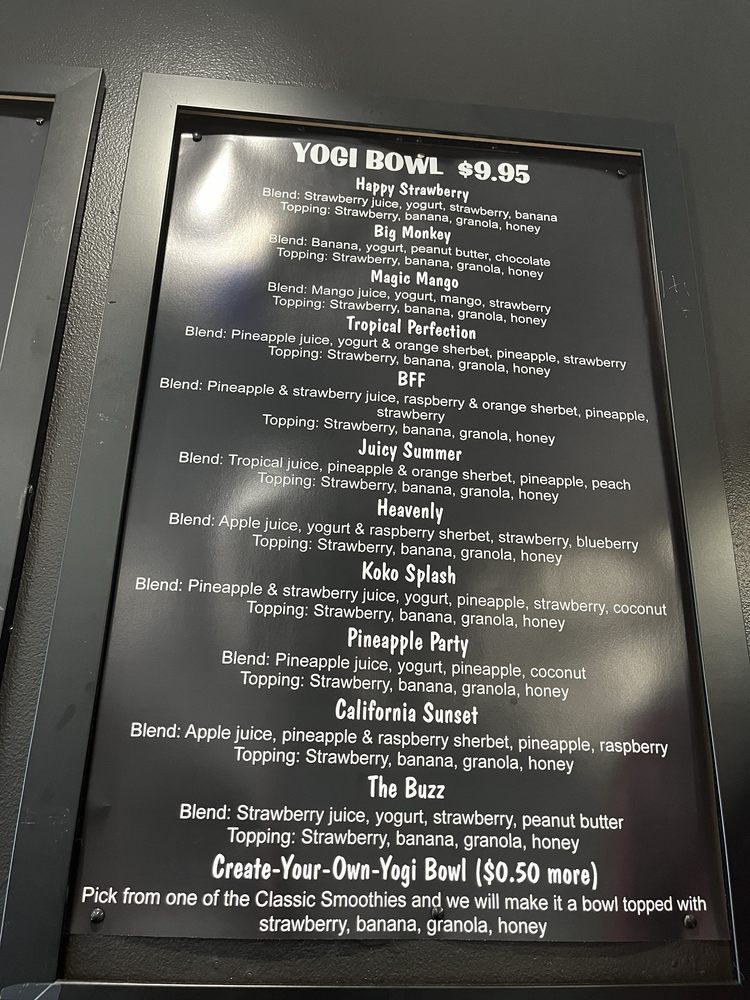 YOGI BOWL $9.95
Happy Strawberry
Blend: Strawberry juice, yogurt, strawberry, banana
Topping: Strawberry, banana, granola, honey
Big Monkey
Blend: Banana, yogurt, peanut butter, chocolate
Topping: Strawberry, banana, granola, honey
Magic Mango
Blend: Mango juice, yogurt, mango, strawberry
Topping: Strawberry, banana, granola, honey
Tropical Perfection
Blend: Pineapple juice, yogurt & orange sherbet, pineapple, strawberry
Topping: Strawberry, banana, granola, honey
BFF
Blend: Pineapple & strawberry juice, raspberry & orange sherbet, pineapple,
strawberry
Topping: Strawberry, banana, granola, honey
Juicy Summer
Blend: Tropical juice, pineapple & orange sherbet, pineapple, peach
Topping: Strawberry, banana, granola, honey
Heavenly
Blend: Apple juice, yogurt & raspberry sherbet, strawberry, blueberry
Topping: Strawberry, banana, granola, honey
Koko Splash
Blend: Pineapple & strawberry juice, yogurt, pineapple, strawberry, coconut
Topping: Strawberry, banana, granola, honey
Pineapple Party
Blend: Pineapple juice, yogurt, pineapple, coconut
Topping: Strawberry, banana, granola, honey
California Sunset
Blend: Apple juice, pineapple & raspberry sherbet, pineapple, raspberry
Topping: Strawberry, banana, granola, honey
The Buzz
Blend: Strawberry juice, yogurt, strawberry, peanut butter
Topping: Strawberry, banana, granola, honey
Create-Your-Own-Yogi Bowl ($0.50 more)
Pick from one of the Classic Smoothies and we will make it a bowl topped with
strawberry, banana, granola, honey